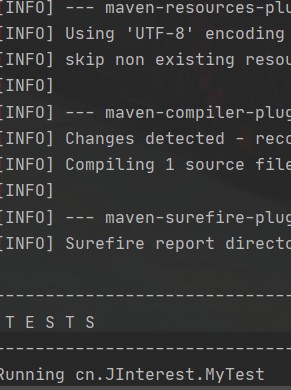 [INFO] --- maven-resources-plu
[INFO] Using 'UTF-8' encoding
[INFO] skip non existing resou
[INFO]
[INFO] --- maven-compiler-plug
[INFO] Changes detected - reco
[INFO] Compiling 1 source file
[INFO]
[INFO] --- maven-surefire-plug
[INFO] Surefire report directo
-------------------------------
T E S T S
-------------------------------
Running cn.JInterest.MyTest